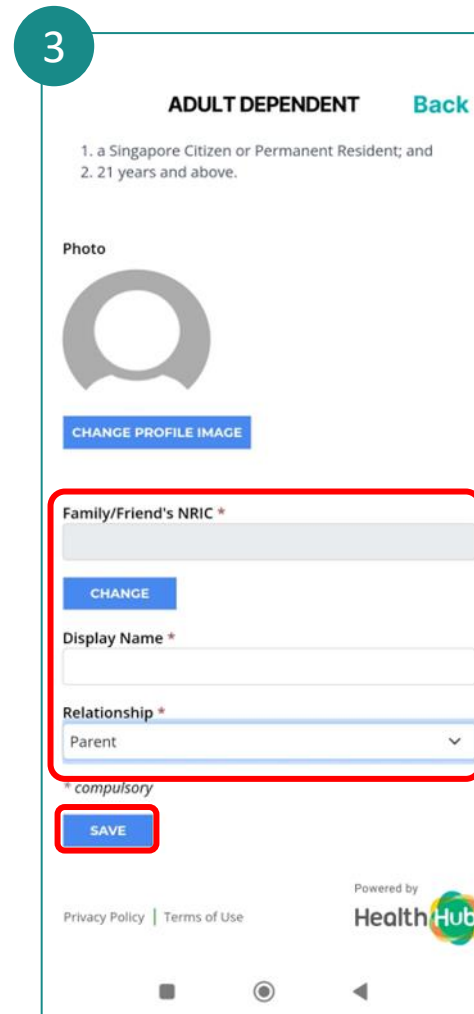 3
ADULT DEPENDENT Back
1. a Singapore Citizen or Permanent Resident; and
2. 21 years and above.
Photo
CHANGE PROFILE IMAGE
Family/Friend's NRIC *
CHANGE
Display Name *
Relationship *
Parent
* compulsory
SAVE
Powered by
Privacy Policy | Terms of Use
HealthHub